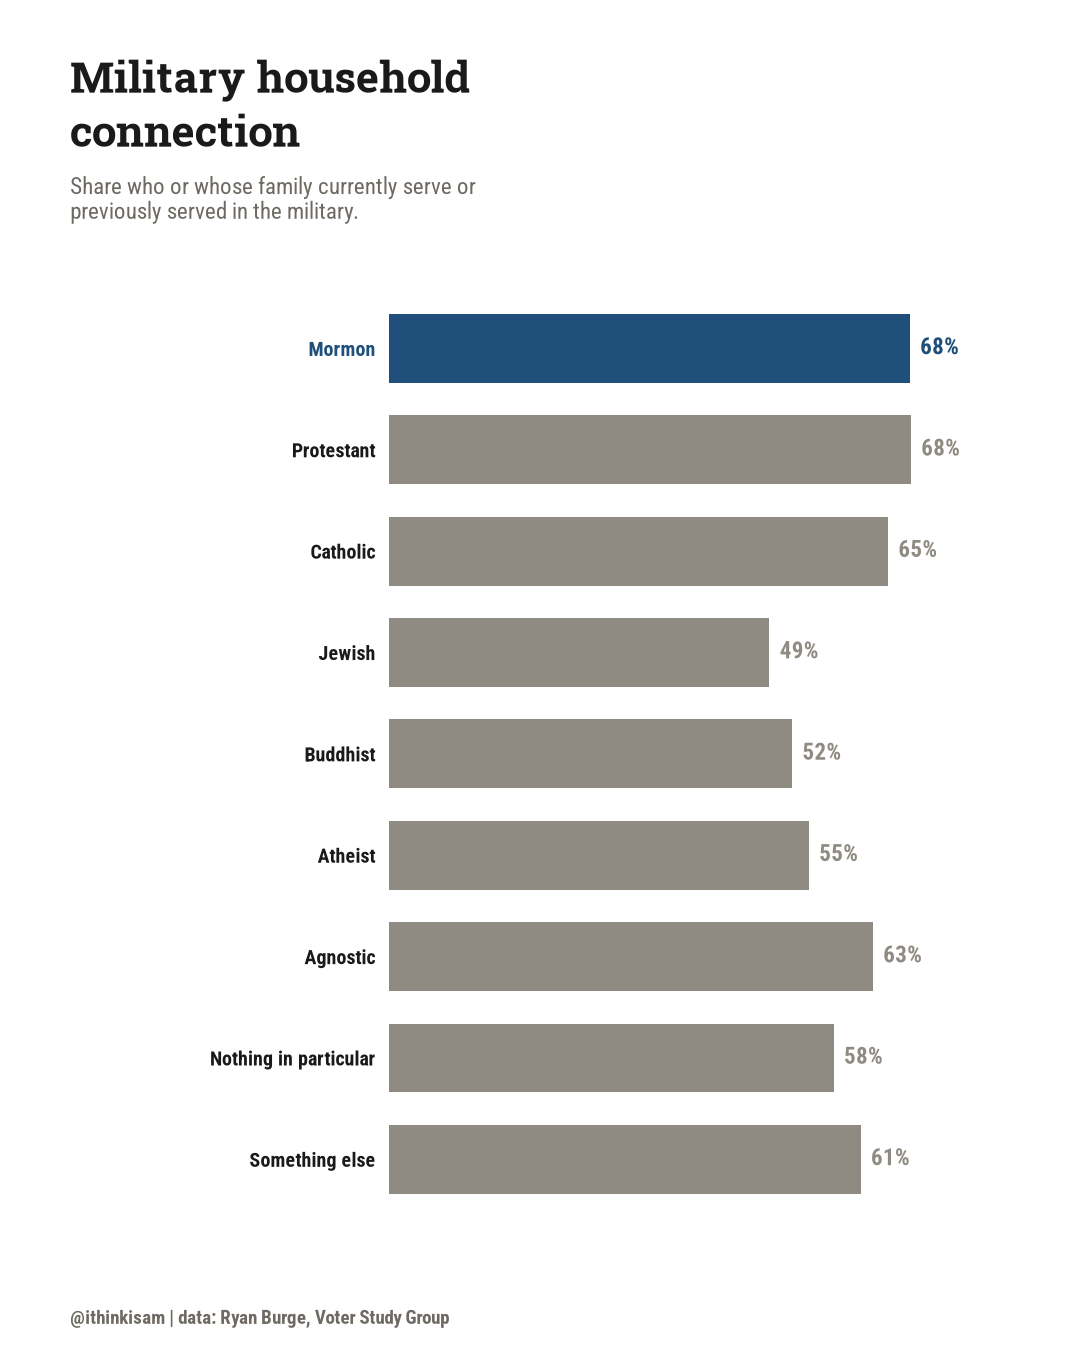 Military household
connection
Share who or whose family currently serve or
previously served in the military.
Mormon 68%
Protestant 68%
Catholic 65%
Jewish 49%
Buddhist 52%
Atheist 55%
Agnostic 63%
Nothing in particular 58%
Something else 61%
@ithinkisam | data: Ryan Burge, Voter Study Group